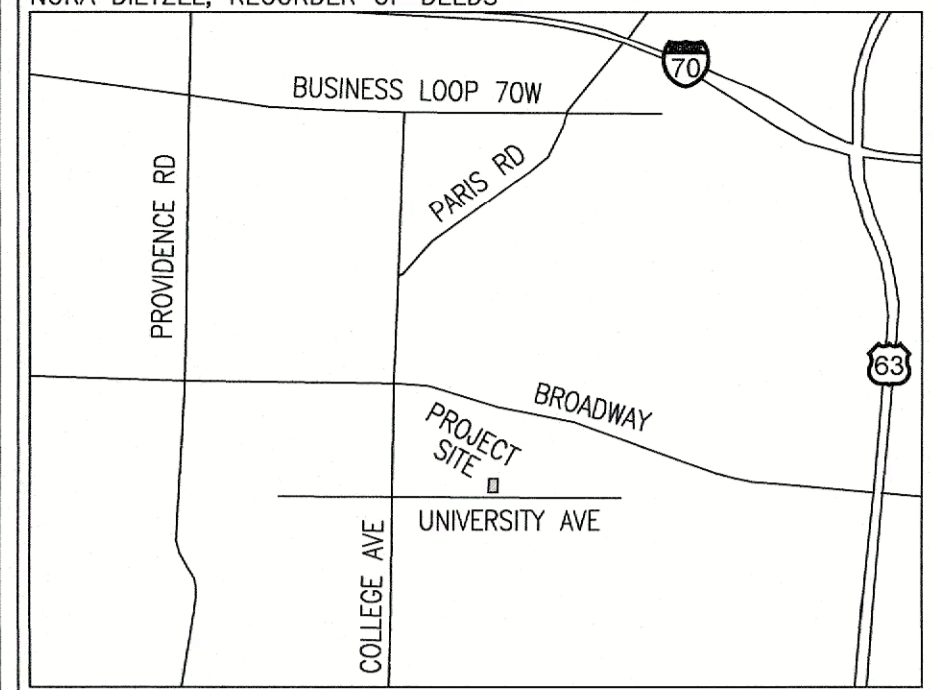 NORA DIETZEL, RECORDER OF DEEDS
70
BUSINESS LOOP 70W
PARIS RD
PROVIDENCE RD
63
BROADWAY
PROJECT
SITE
UNIVERSITY AVE
COLLEGE AVE